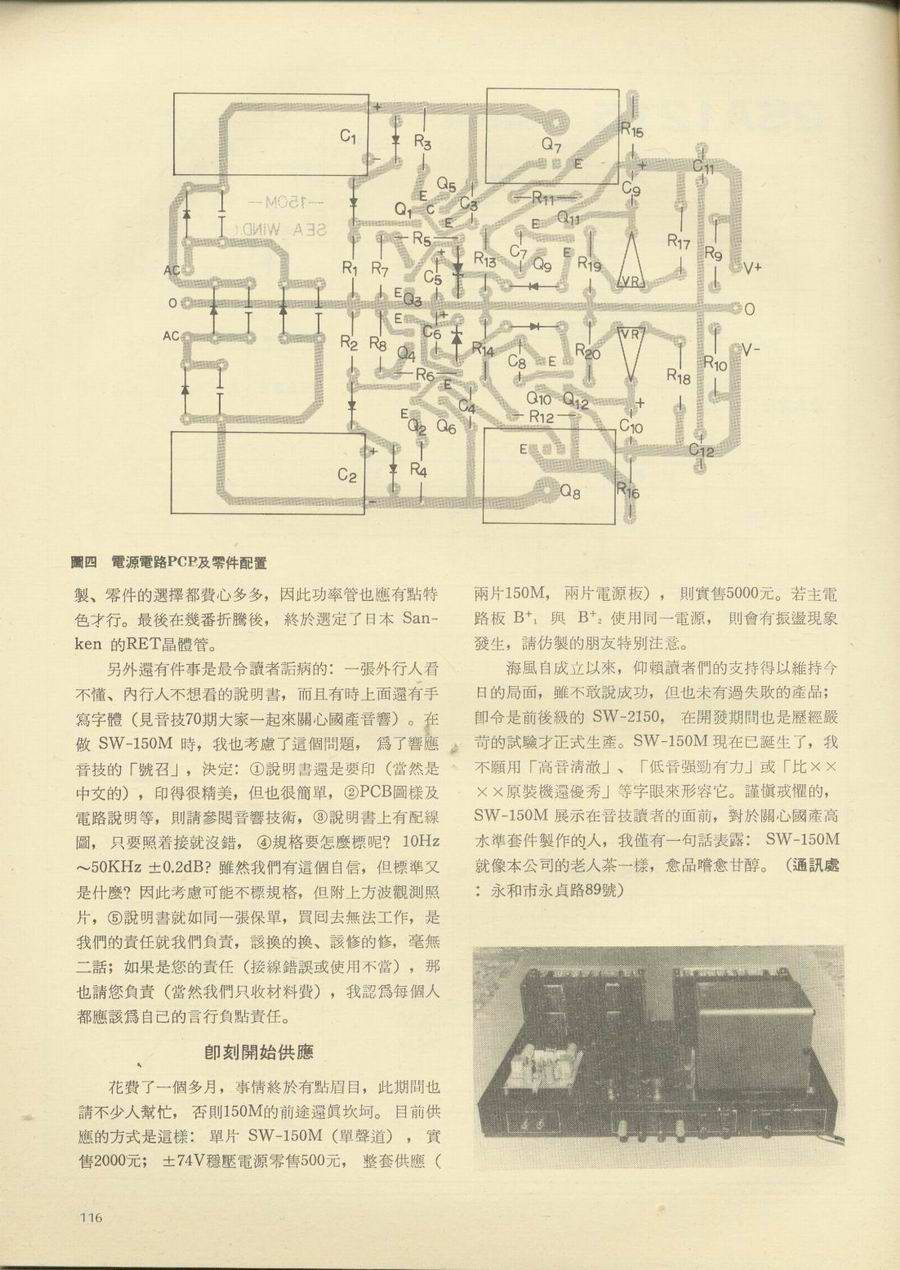 C1
+
-
R3
Q7
E
R15
+
C11
C9
Q5
E
C3
Q1
C
E
R11
Q11
E
-150M-
SEA WIND
R5
+
C5
R13
C7
Q9
E
R19
VR
R17
R9
V+
AC
R1
R7
E
Q3
O
O
AC
E
+
C6
R2
R8
Q4
R14
C8
E
R20
VR
R18
R10
V-
R6
E
C4
Q10
Q12
R12
+
C10
E
Q2
Q6
C12
C2
+
-
R4
E
Q8
R16
圖四 電源電路PCB及零件配置
製、零件的選擇都費心多多，因此功率管也應有點特
色才行。最後在幾番折騰後， 終於選定了日本 San-
ken 的RET晶體管。
另外還有件事是最令讀者詬病的：一張外行人看
不懂、內行人不想看的說明書，而且有時上面還有手
寫字體（見音技70期大家一起來關心國產音響）。在
做 SW-150M 時，我也考慮了這個問題， 爲了響應
音技的「號召」，決定：①說明書還是要印（當然是
中文的），印得很精美，但也很簡單，②PCB圖樣及
電路說明等，則請參閱音響技術，③說明書上有配線
圖， 只要照着接就沒錯， ④規格要怎麼標呢？ 10Hz
～50KHz ±0.2dB？雖然我們有這個自信，但標準又
是什麼？因此考慮可能不標規格，但附上方波觀測照
片，⑤說明書就如同一張保單，買回去無法工作，是
我們的責任就我們負責，該換的換、該修的修，毫無
二話；如果是您的責任（接線錯誤或使用不當），那
也請您負責（當然我們只收材料費），我認爲每個人
都應該爲自己的言行負點責任。
卽刻開始供應
花費了一個多月，事情終於有點眉目，此期間也
請不少人幫忙， 否則150M的前途還眞坎坷。 目前供
應的方式是這樣： 單片 SW-150M（單聲道）， 實
售2000元； ±74V穩壓電源零售500元， 整套供應（
兩片150M， 兩片電源板）， 則實售5000元。若主電
路板 B⁺₁ 與 B⁺₂ 使用同一電源， 則會有振盪現象
發生，請仿製的朋友特別注意。
海風自成立以來，仰賴讀者們的支持得以維持今
日的局面，雖不敢說成功，但也未有過失敗的產品；
卽令是前後級的 SW-2150， 在開發期間也是歷經嚴
苛的試驗才正式生產。SW-150M 現在已誕生了，我
不願用「高音清澈」、「低音强勁有力」或「比××
××原裝機還優秀」等字眼來形容它。謹愼戒懼的，
SW-150M 展示在音技讀者的面前，對於關心國產高
水準套件製作的人，我僅有一句話表露： SW-150M
就像本公司的老人茶一樣，愈品嚐愈甘醇。（通訊處
：永和市永貞路89號）
116